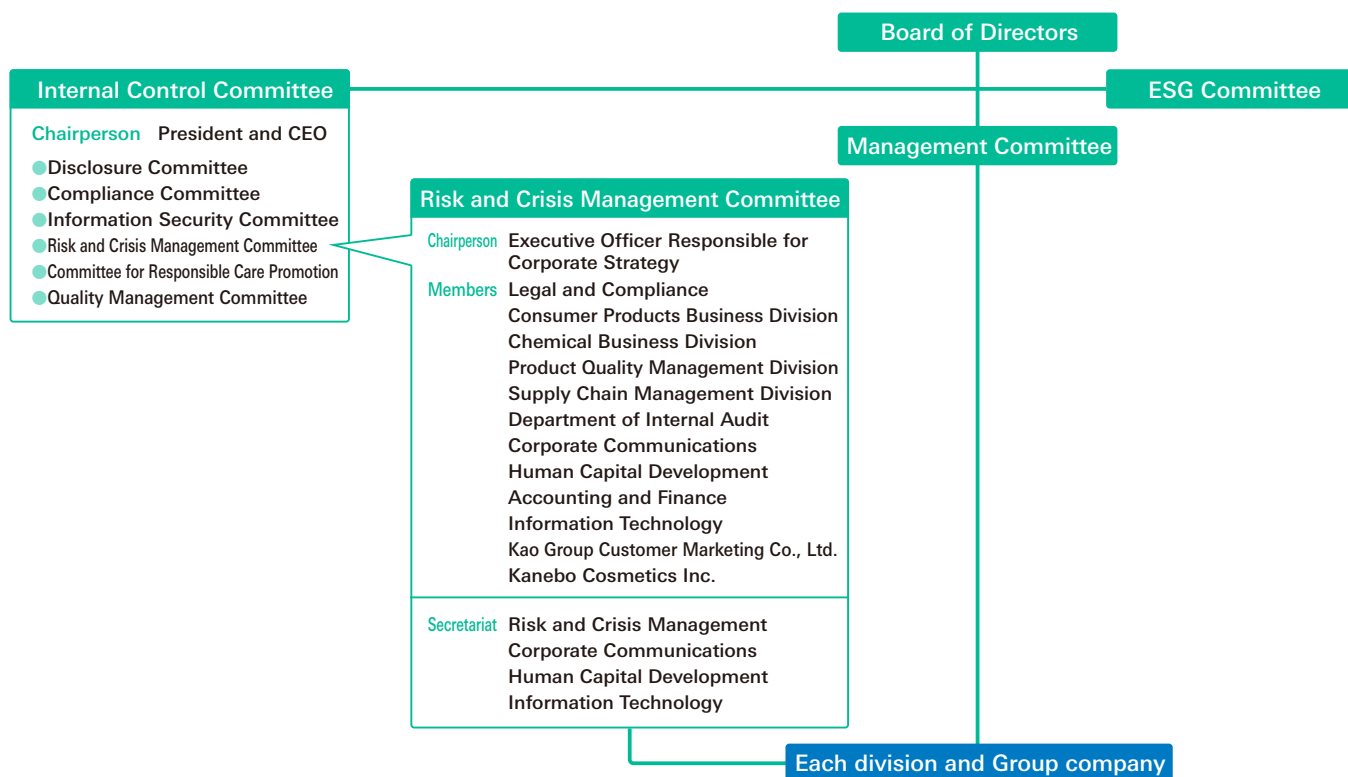 Board of Directors
Internal Control Committee
ESG Committee
Chairperson President and CEO
●Disclosure Committee
●Compliance Committee
●Information Security Committee
●Risk and Crisis Management Committee
●Committee for Responsible Care Promotion
●Quality Management Committee
Management Committee
Risk and Crisis Management Committee
Chairperson Executive Officer Responsible for
Corporate Strategy
Members Legal and Compliance
Consumer Products Business Division
Chemical Business Division
Product Quality Management Division
Supply Chain Management Division
Department of Internal Audit
Corporate Communications
Human Capital Development
Accounting and Finance
Information Technology
Kao Group Customer Marketing Co., Ltd.
Kanebo Cosmetics Inc.
Secretariat Risk and Crisis Management
Corporate Communications
Human Capital Development
Information Technology
Each division and Group company